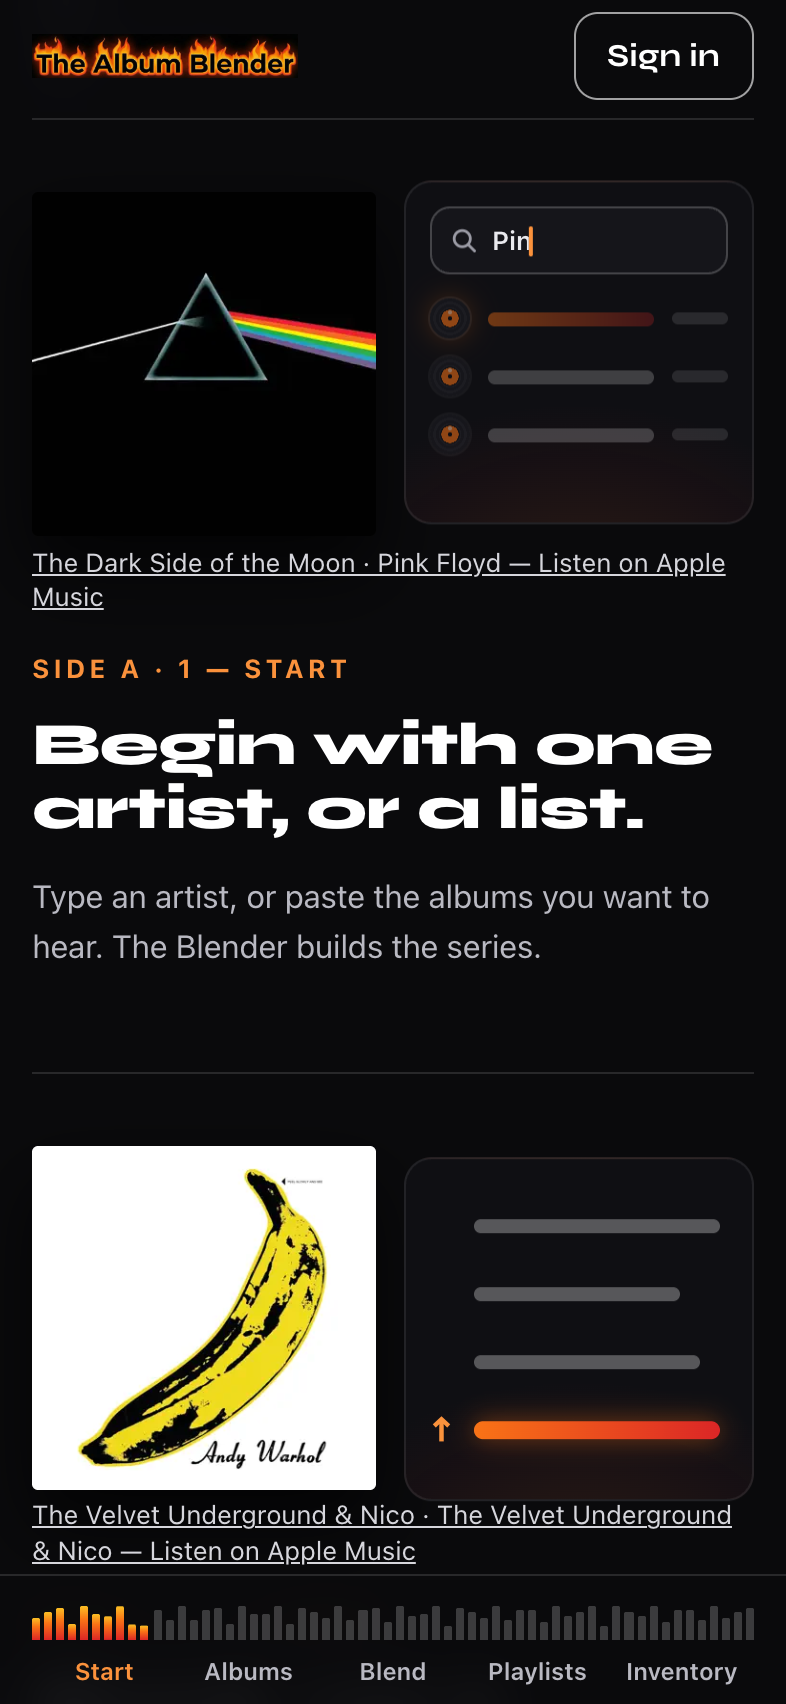 The Album Blender
Sign in
Pin
The Dark Side of the Moon · Pink Floyd — Listen on Apple
Music
SIDE A · 1 — START
Begin with one
artist, or a list.
Type an artist, or paste the albums you want to
hear. The Blender builds the series.
Andy Warhol
The Velvet Underground & Nico · The Velvet Underground
& Nico — Listen on Apple Music
Start
Albums
Blend
Playlists
Inventory